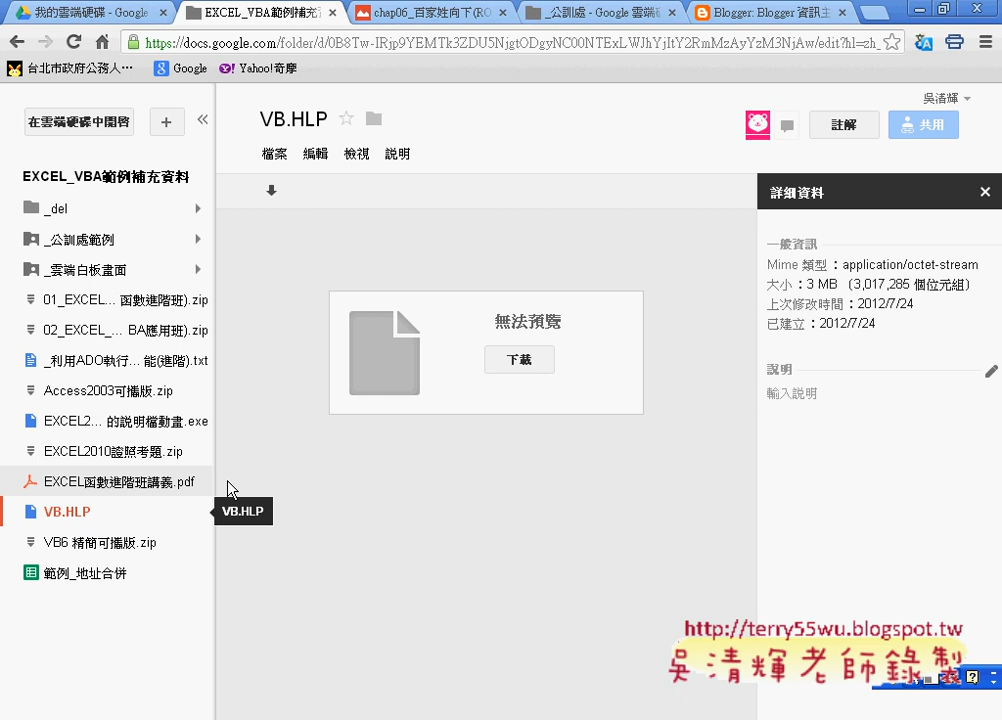 我的雲端硬碟 - Google
EXCEL_VBA範例補充
chap06_百家姓向下(RO
_公訓處 - Google 雲端
Blogger: Blogger 資訊主
https://docs.google.com/folder/d/0B8Tw-IRjp9YEMTk3ZDU5NjgtODgyNC00NTExLWJhYjItY2RmMzAyYzM3NjAw/edit?hl=zh_
台北市政府公務人…
Google
Yahoo!奇摩
吳清輝
在雲端硬碟中開啓
+
VB.HLP
註解
共用
檔案 編輯 檢視 說明
EXCEL_VBA範例補充資料
_del
_公訓處範例
_雲端白板畫面
01_EXCEL... 函數進階班).zip
02_EXCEL_... BA應用班).zip
_利用ADO執行... 能(進階).txt
Access2003可攜版.zip
EXCEL2... 的說明檔動畫.exe
EXCEL2010證照考題.zip
EXCEL函數進階班講義.pdf
VB.HLP
VB.HLP
VB6 精簡可攜版.zip
範例_地址合併
無法預覽
下載
詳細資料
一般資訊
Mime 類型：application/octet-stream
大小：3 MB（3,017,285 個位元組）
上次修改時間：2012/7/24
已建立：2012/7/24
說明
輸入說明
http://terry55wu.blogspot.tw
吳清輝老師錄製